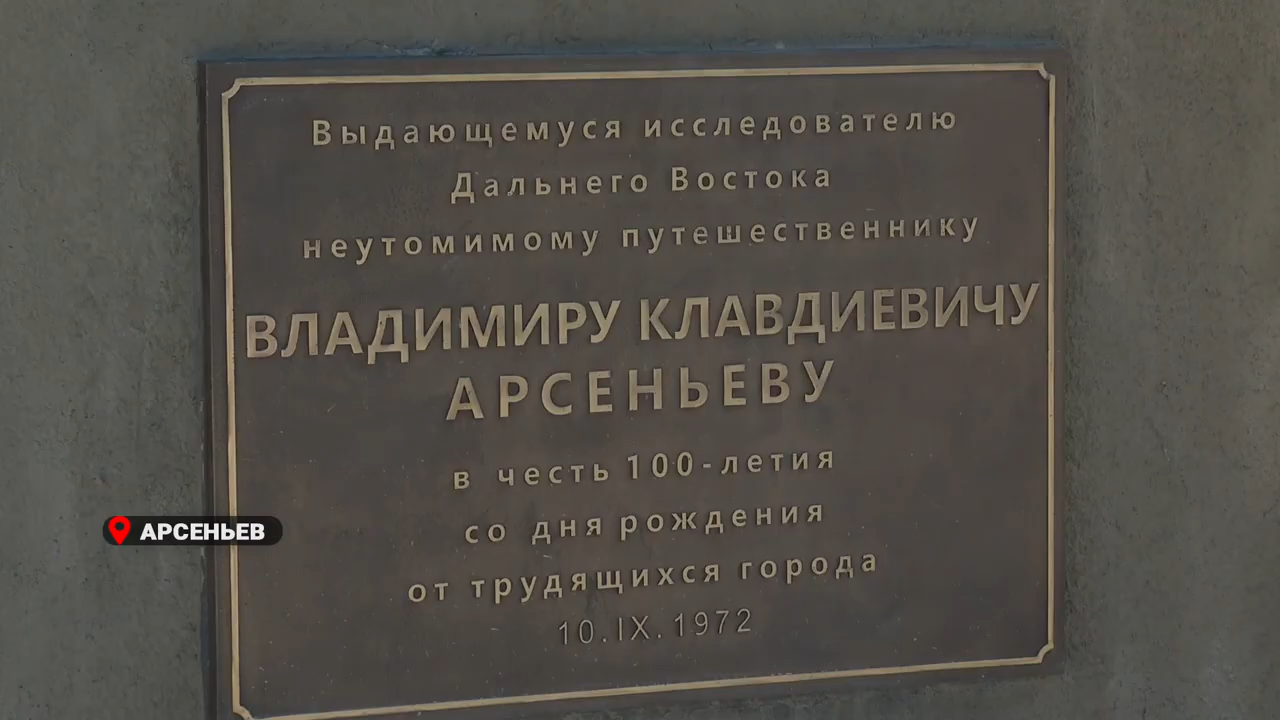 Выдающемуся исследователю
Дальнего Востока
неутомимому путешественнику
ВЛАДИМИРУ КЛАВДИЕВИЧУ
АРСЕНЬЕВУ
в честь 100-летия
со дня рождения
от трудящихся города
10.IX.1972
АРСЕНЬЕВ